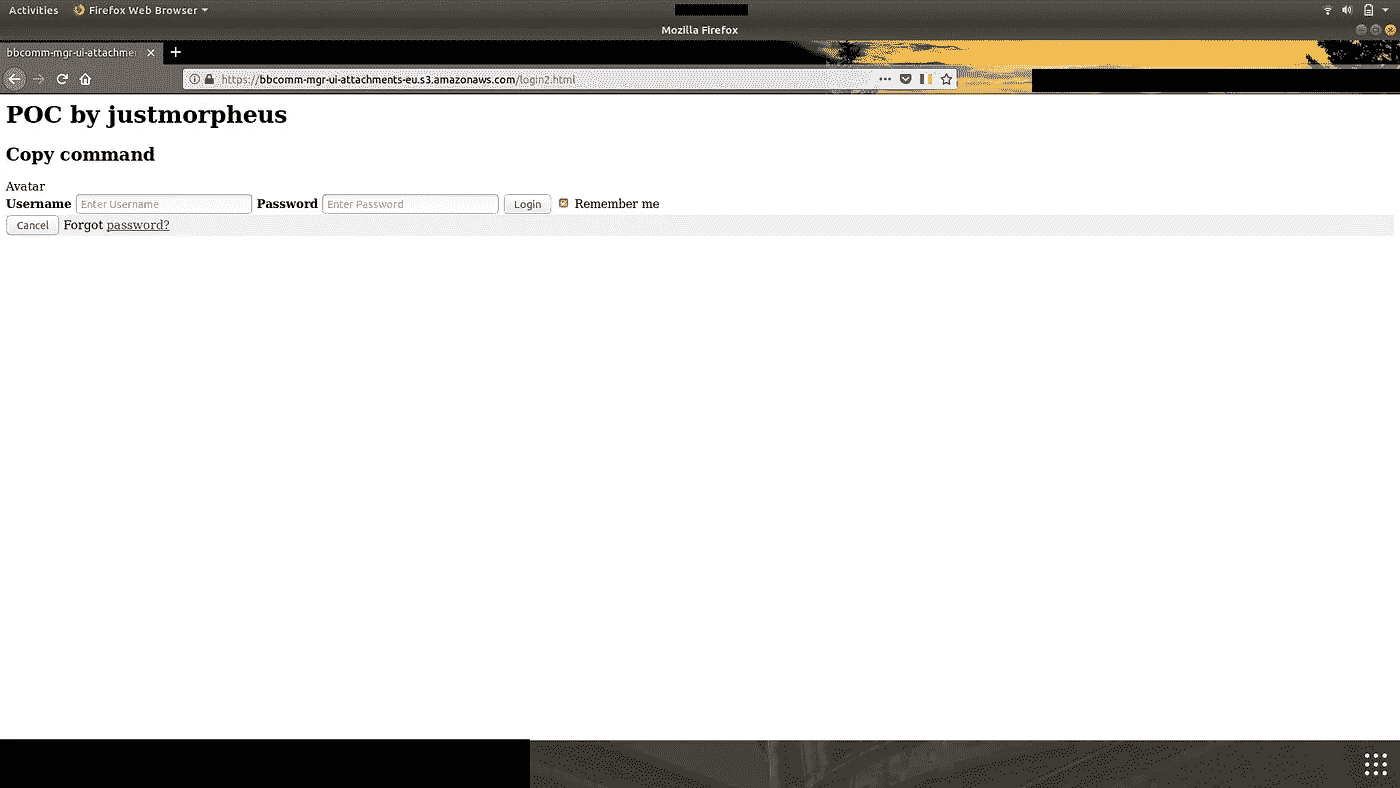 Activities Firefox Web Browser
Mozilla Firefox
bbcomm-mgr-ui-attachmen
https://bbcomm-mgr-ui-attachments-eu.s3.amazonaws.com/login2.html
POC by justmorpheus
Copy command
Avatar
Username Enter Username Password Enter Password Login Remember me
Cancel Forgot password?